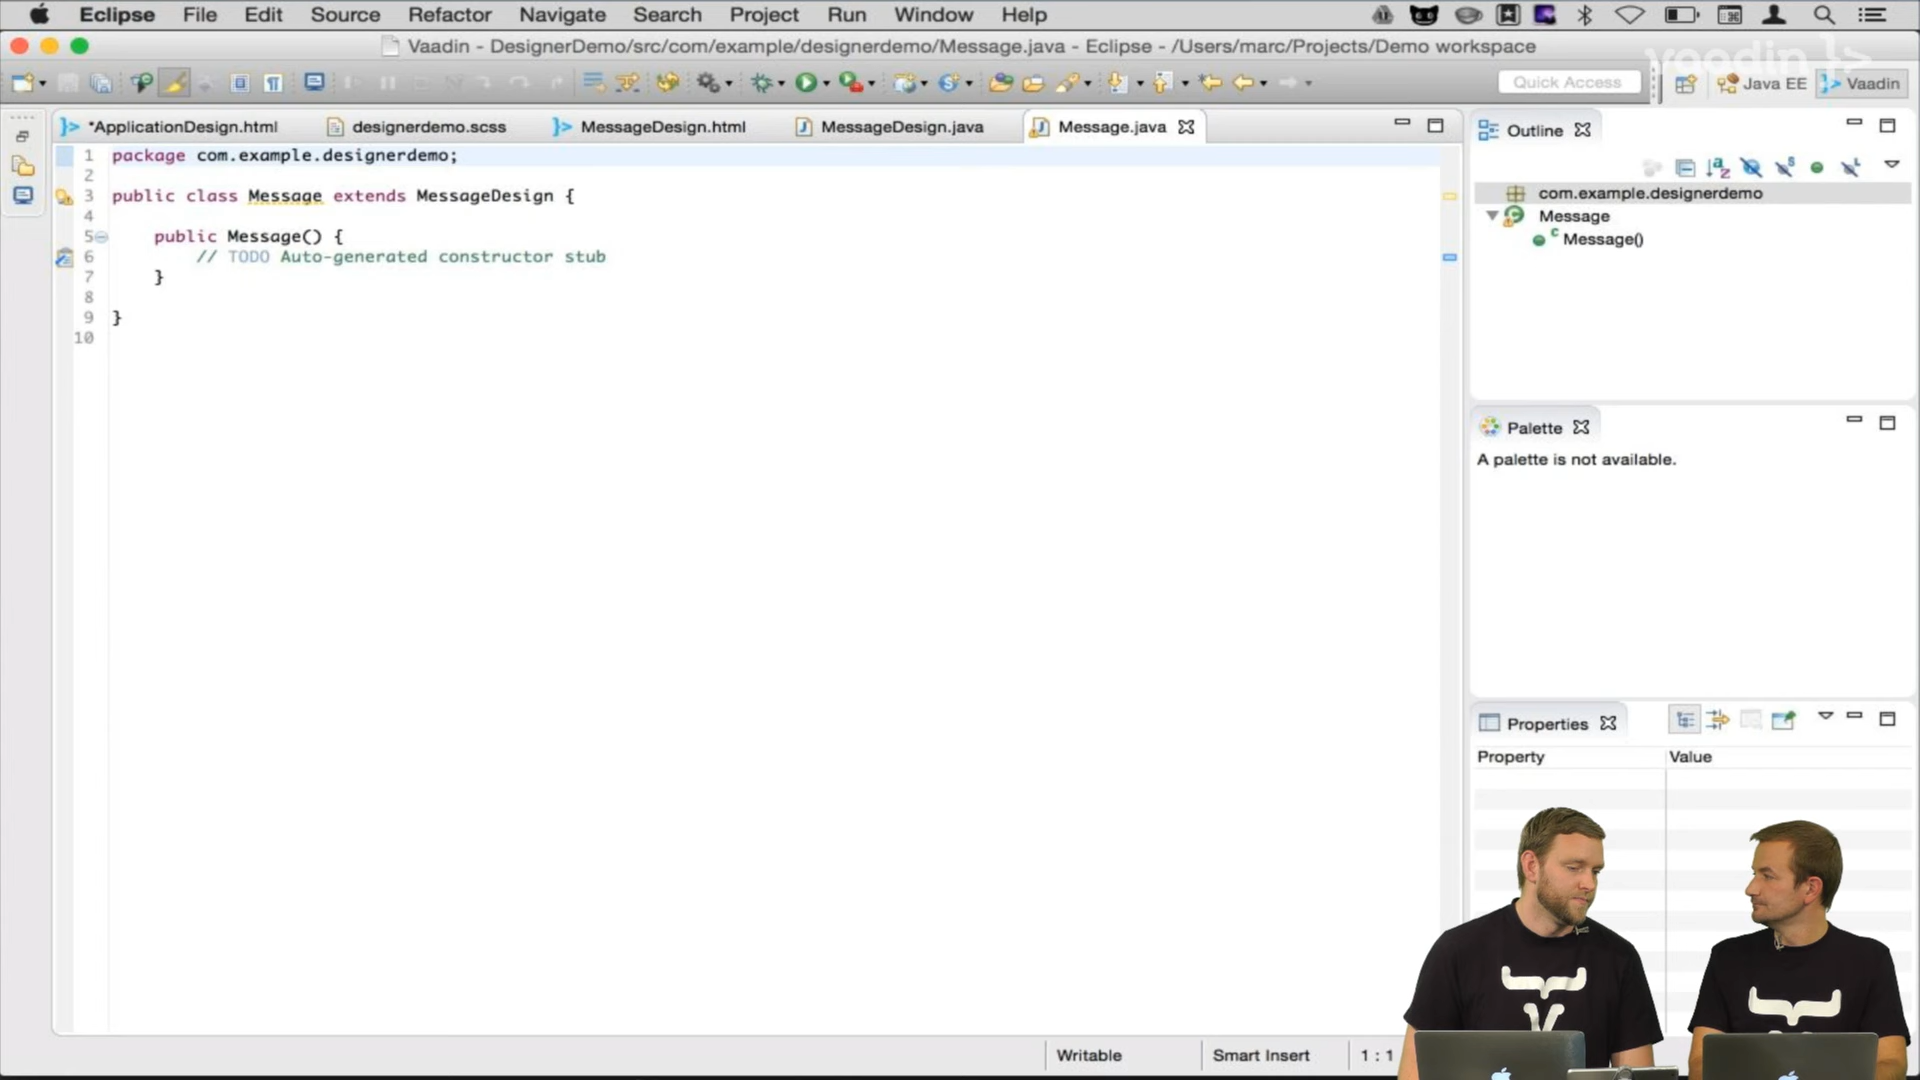 Eclipse File Edit Source Refactor Navigate Search Project Run Window Help
Vaadin - DesignerDemo/src/com/example/designerdemo/Message.java - Eclipse - /Users/marc/Projects/Demo workspace
vaadin }>
Quick Access
Java EE
Vaadin
*ApplicationDesign.html
designerdemo.scss
MessageDesign.html
MessageDesign.java
Message.java
1 package com.example.designerdemo;
2
3 public class Message extends MessageDesign {
4
5 public Message() {
6 // TODO Auto-generated constructor stub
7 }
8
9 }
10
Outline
com.example.designerdemo
Message
Message()
Palette
A palette is not available.
Properties
Property Value
Writable Smart Insert 1 : 1